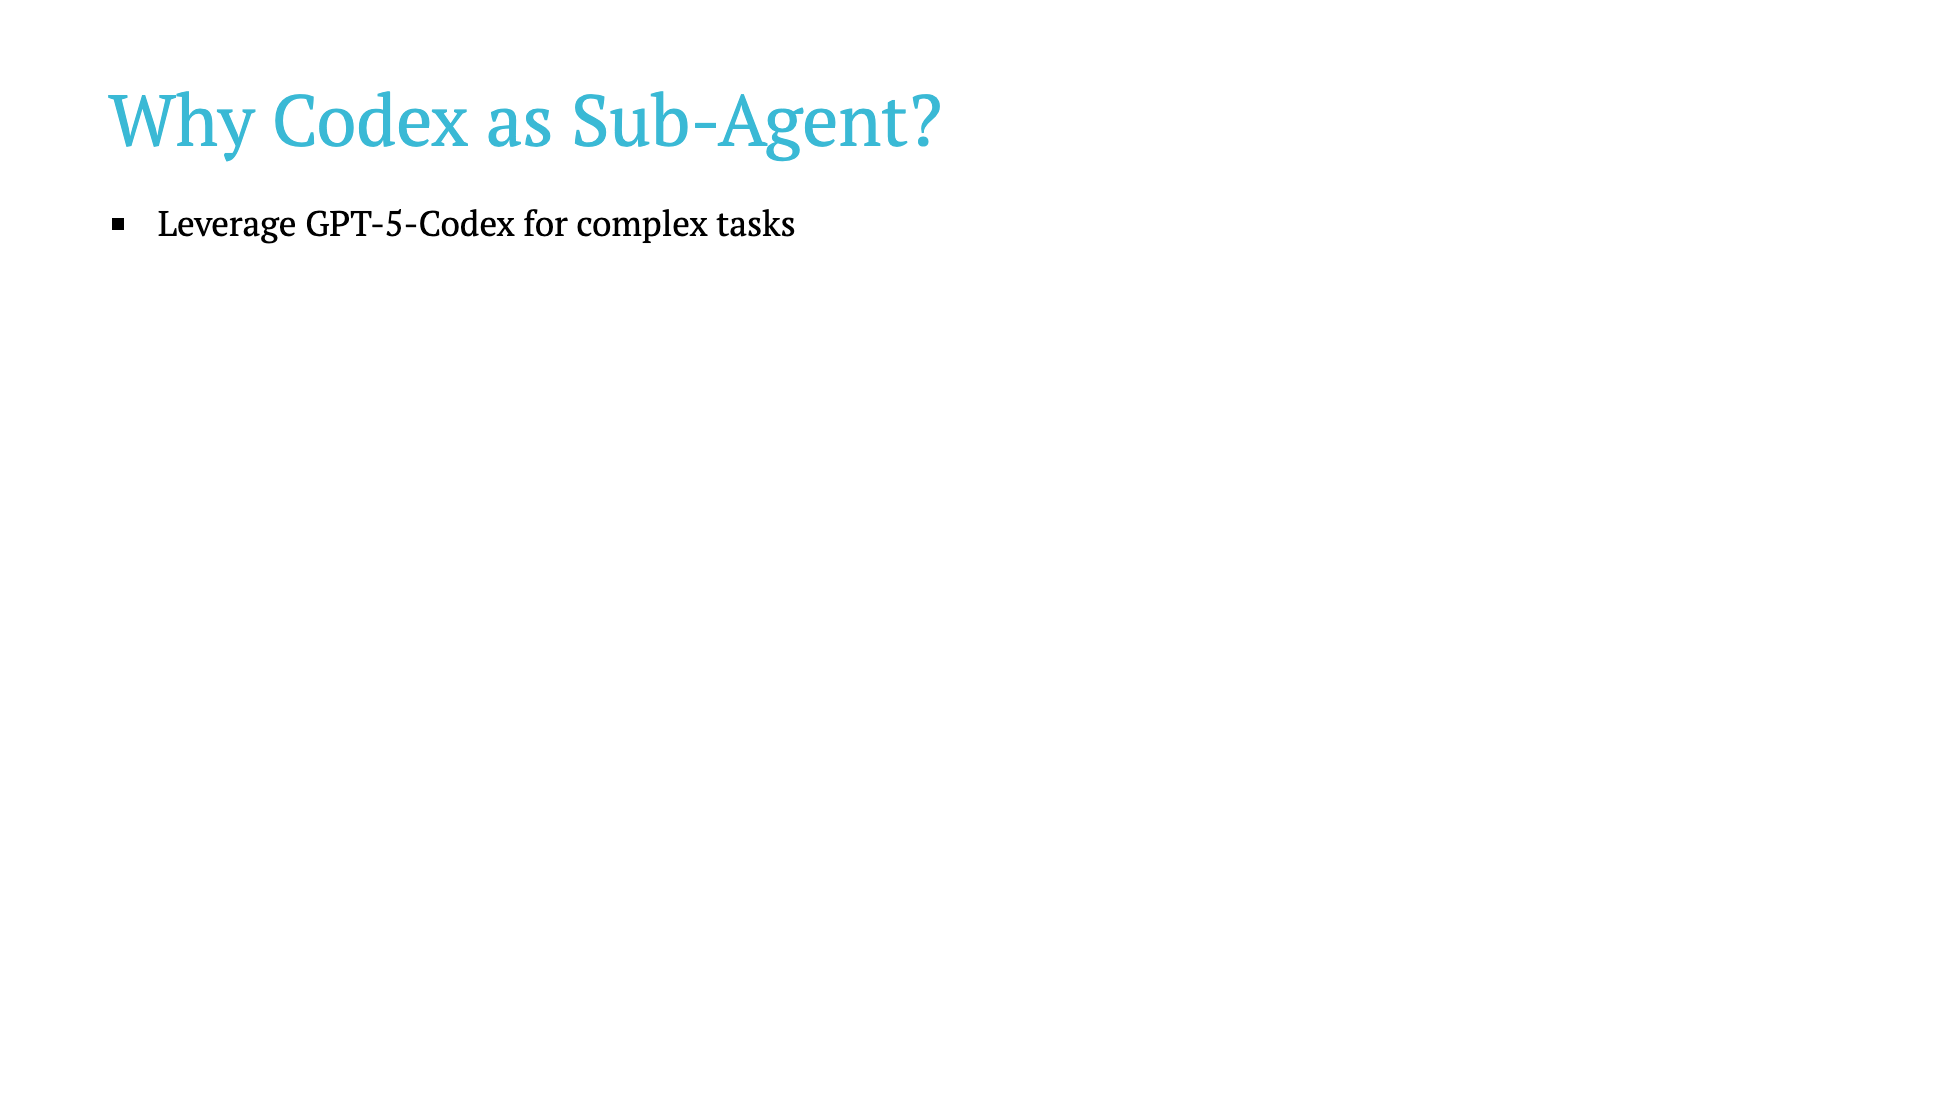 Why Codex as Sub-Agent?
▪ Leverage GPT-5-Codex for complex tasks